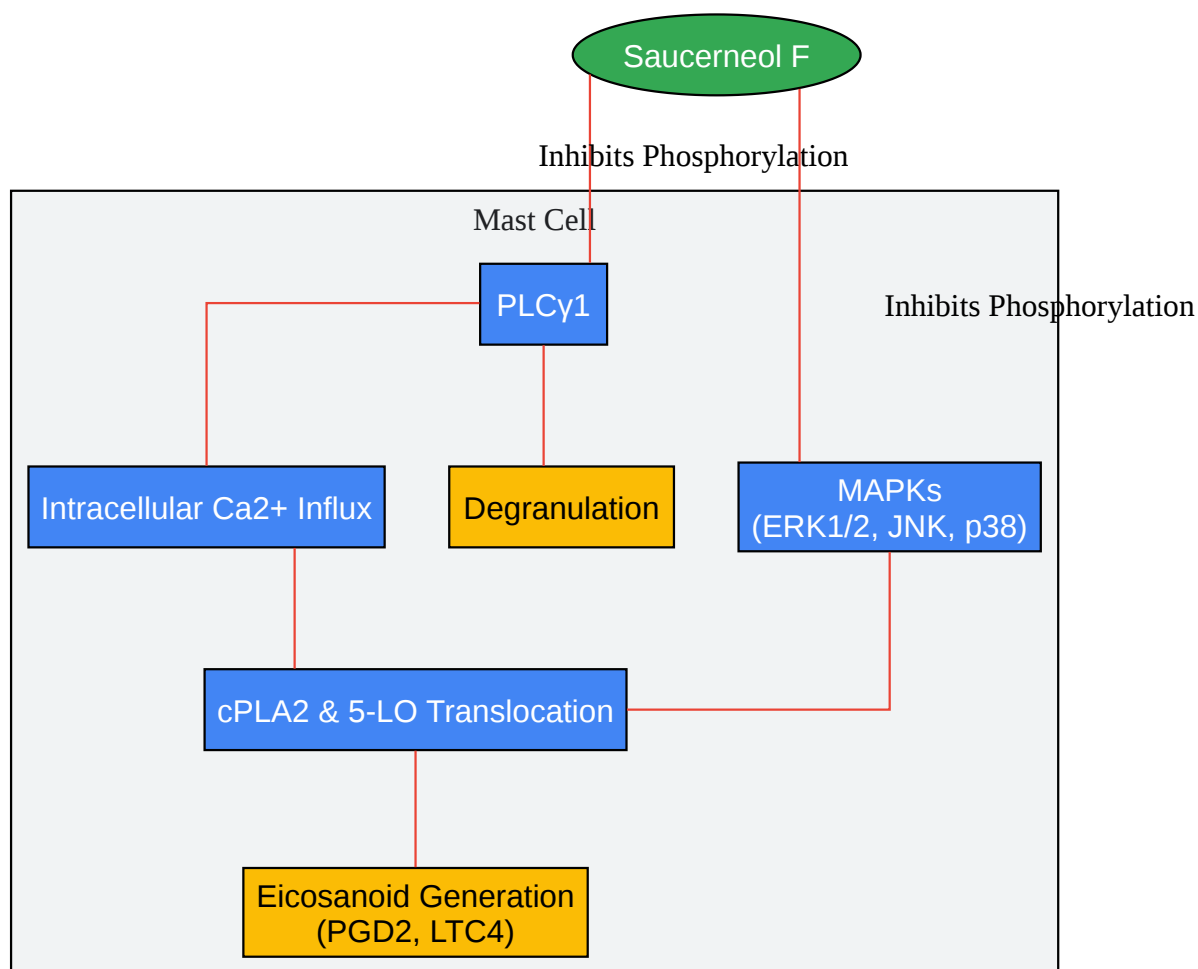 Saucerneol F
Inhibits Phosphorylation
Mast Cell
PLCγ1
Inhibits Phosphorylation
Intracellular Ca2+ Influx
Degranulation
MAPKs
(ERK1/2, JNK, p38)
cPLA2 & 5-LO Translocation
Eicosanoid Generation
(PGD2, LTC4)